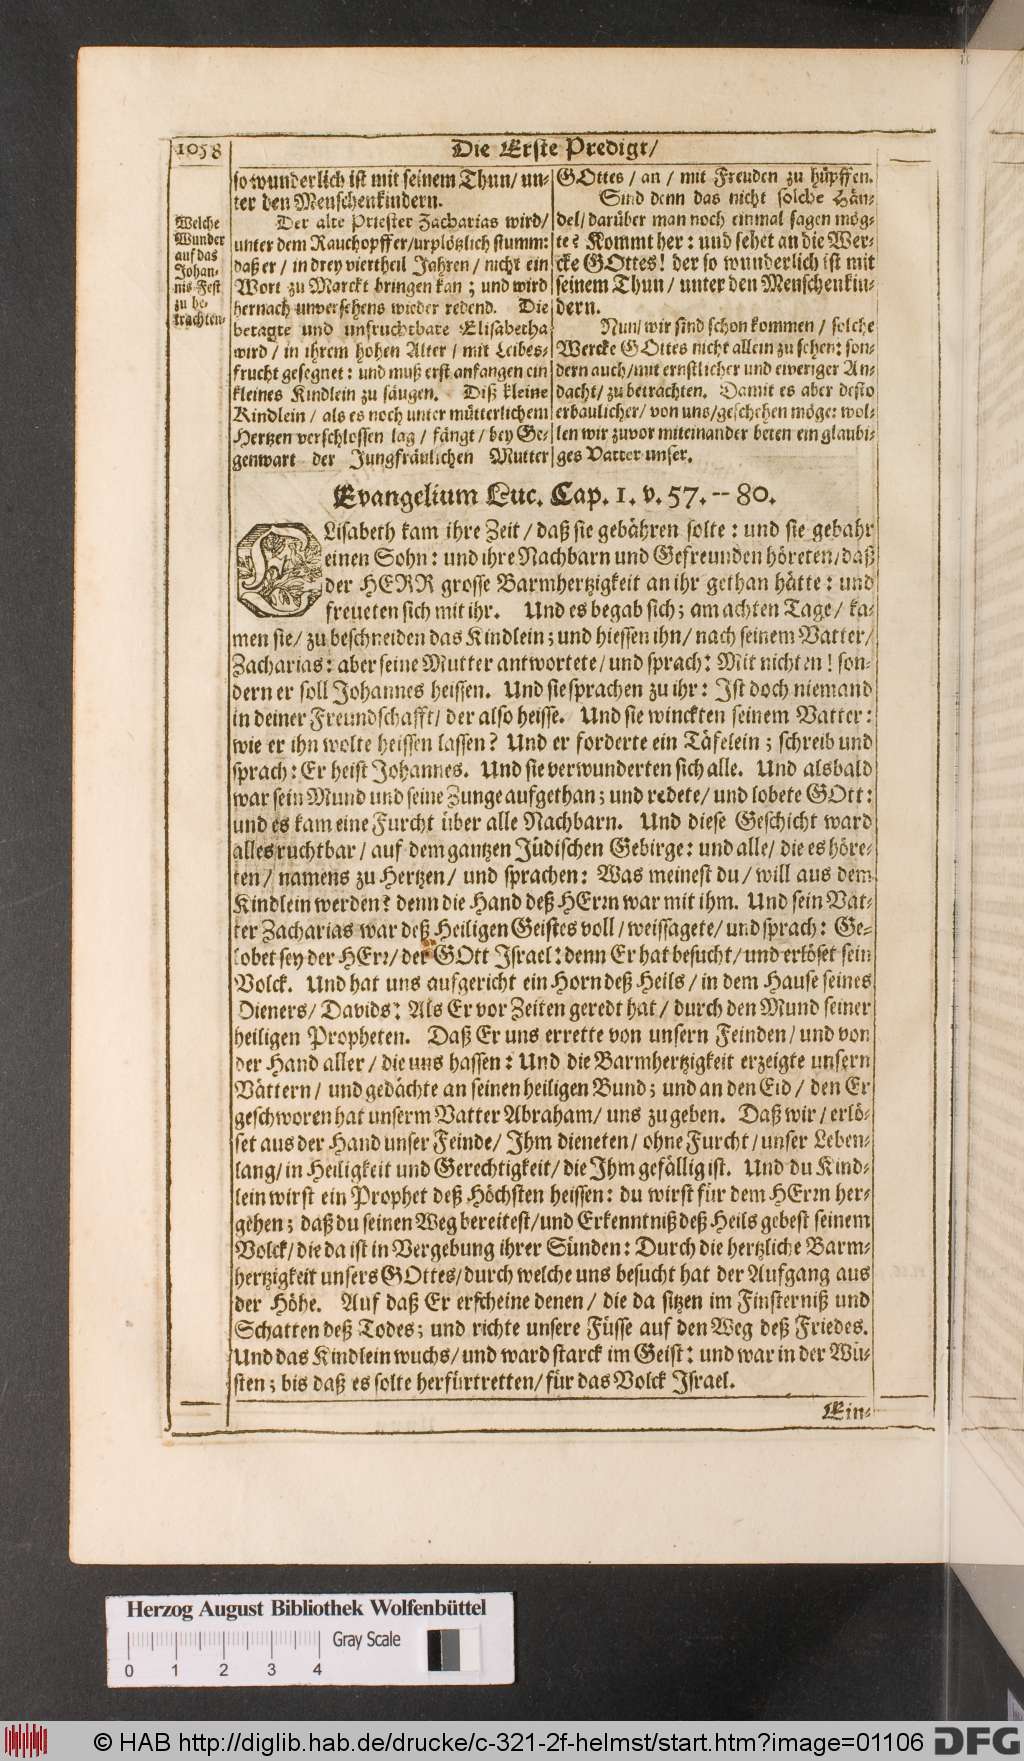 1058
Die Erste Predigt/
so wunderlich ist mit seinem Thun/ un-
ter den Menschenkindern.
Der alte Priester Zacharias wird/
unter dem Rauchopffer/urplötzlich stumm:
daß er / in drey viertheil Jahren / nicht ein
Wort zu Marckt bringen kan ; und wird
hernach unversehens wieder redend. Die
betagte und unfruchtbare Elisabetha
wird / in ihrem hohen Alter / mit Leibes-
frucht gesegnet : und muß erst anfangen ein
kleines Kindlein zu säugen. Diß kleine
Kindlein / als es noch unter mütterlichem
Hertzen verschlossen lag / fängt / bey Ge-
genwart der Jungfräulichen Mutter
Welche
Wunder
auf das
Johan-
nis-Fest
zu be-
trachten.
GOttes / an / mit Freuden zu hüpffen.
Sind denn das nicht solche Hän-
del/ darüber man noch einmal sagen mög-
te? Kommt her : und sehet an die Wer-
cke GOttes! der so wunderlich ist mit
seinem Thun / unter den Menschenkin-
dern.
Nun/ wir sind schon kommen / solche
Wercke GOttes nicht allein zu sehen: son-
dern auch/mit ernstlicher und eiveriger An-
dacht/ zu betrachten. Damit es aber desto
erbaulicher/ von uns/geschehen möge: wol-
len wir zuvor miteinander beten ein glaubi-
ges Vatter unser.
Evangelium Luc. Cap. 1. v. 57. -- 80.
ELisabeth kam ihre Zeit / daß sie gebähren solte : und sie gebahr
einen Sohn : und ihre Nachbarn und Gefreunden höreten/daß
der HERR grosse Barmhertzigkeit an ihr gethan hätte: und
freueten sich mit ihr. Und es begab sich; am achten Tage/ ka-
men sie/ zu beschneiden das Kindlein; und hiessen ihn/ nach seinem Vatter/
Zacharias: aber seine Mutter antwortete/ und sprach: Mit nichten! son-
dern er soll Johannes heissen. Und sie sprachen zu ihr: Ist doch niemand
in deiner Freundschafft/ der also heisse. Und sie winckten seinem Vatter:
wie er ihn wolte heissen lassen? Und er forderte ein Täfelein; schreib und
sprach: Er heist Johannes. Und sie verwunderten sich alle. Und alsbald
war sein Mund und seine Zunge aufgethan; und redete/ und lobete GOtt:
und es kam eine Furcht über alle Nachbarn. Und diese Geschicht ward
alles ruchtbar/ auf dem gantzen Jüdischen Gebirge: und alle/ die es höre-
ten/ namens zu Hertzen/ und sprachen: Was meinest du/ will aus dem
Kindlein werden? denn die Hand deß HErrn war mit ihm. Und sein Vat-
ter Zacharias war deß Heiligen Geistes voll/ weissagete/ und sprach: Ge-
lobet sey der HErr/ der GOtt Israel: denn Er hat besucht/ und erlöset sein
Volck. Und hat uns aufgericht ein Horn deß Heils/ in dem Hause seines
Dieners/ Davids: Als Er vor Zeiten geredt hat/ durch den Mund seiner
heiligen Propheten. Daß Er uns errette von unsern Feinden/ und von
der Hand aller/ die uns hassen: Und die Barmhertzigkeit erzeigte unsern
Vättern/ und gedächte an seinen heiligen Bund; und an den Eid/ den Er
geschworen hat unserm Vatter Abraham/ uns zu geben. Daß wir/ erlö-
set aus der Hand unser Feinde/ Ihm dieneten/ ohne Furcht/ unser Leben-
lang/ in Heiligkeit und Gerechtigkeit/ die Ihm gefällig ist. Und du Kind-
lein wirst ein Prophet deß Höchsten heissen: du wirst für dem HErrn her-
gehen; daß du seinen Weg bereitest/und Erkenntniß deß Heils gebest seinem
Volck/ die da ist in Vergebung ihrer Sünden: Durch die hertzliche Barm-
hertzigkeit unsers GOttes/ durch welche uns besucht hat der Aufgang aus
der Höhe. Auf daß Er erscheine denen/ die da sitzen im Finsterniß und
Schatten deß Todes; und richte unsere Füsse auf den Weg deß Friedes.
Und das Kindlein wuchs/ und ward starck im Geist: und war in der Wü-
sten; bis daß es solte herfürtretten/ für das Volck Israel.
Ein-
Herzog August Bibliothek Wolfenbüttel
Gray Scale
0 1 2 3 4
© HAB http://diglib.hab.de/drucke/c-321-2f-helmst/start.htm?image=01106
DFG